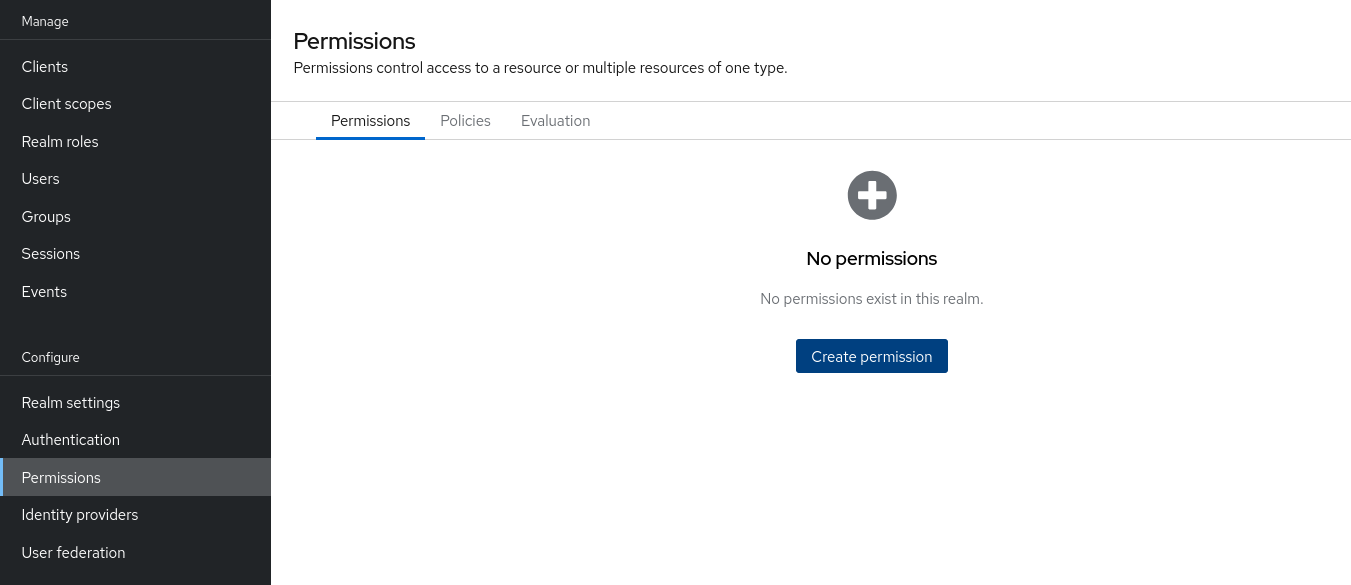 Manage
Clients
Client scopes
Realm roles
Users
Groups
Sessions
Events
Configure
Realm settings
Authentication
Permissions
Identity providers
User federation
Permissions
Permissions control access to a resource or multiple resources of one type.
Permissions
Policies
Evaluation
No permissions
No permissions exist in this realm.
Create permission